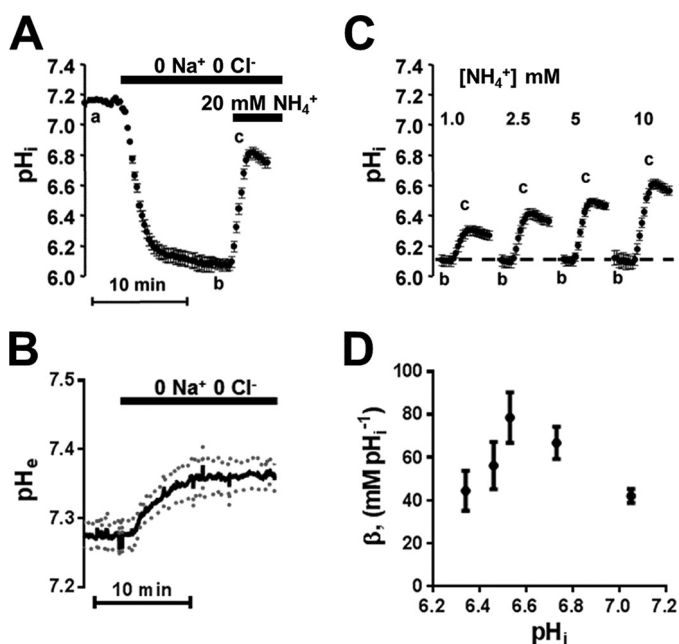 A
0 Na⁺ 0 Cl⁻
20 mM NH₄⁺
pHᵢ
7.4
7.2
6.8
6.4
6.2
6.0
a
b
c
10 min
C
[NH₄⁺] mM
1.0 2.5 5 10
pHᵢ
7.4
7.2
7.0
6.8
6.6
6.4
6.2
6.0
c c c c
b b b b
B
0 Na⁺ 0 Cl⁻
pHₑ
7.5
7.4
7.3
7.2
10 min
D
β, (mM pHᵢ⁻¹)
100
80
60
40
20
0
6.2 6.4 6.6 6.8 7.0 7.2
pHᵢ